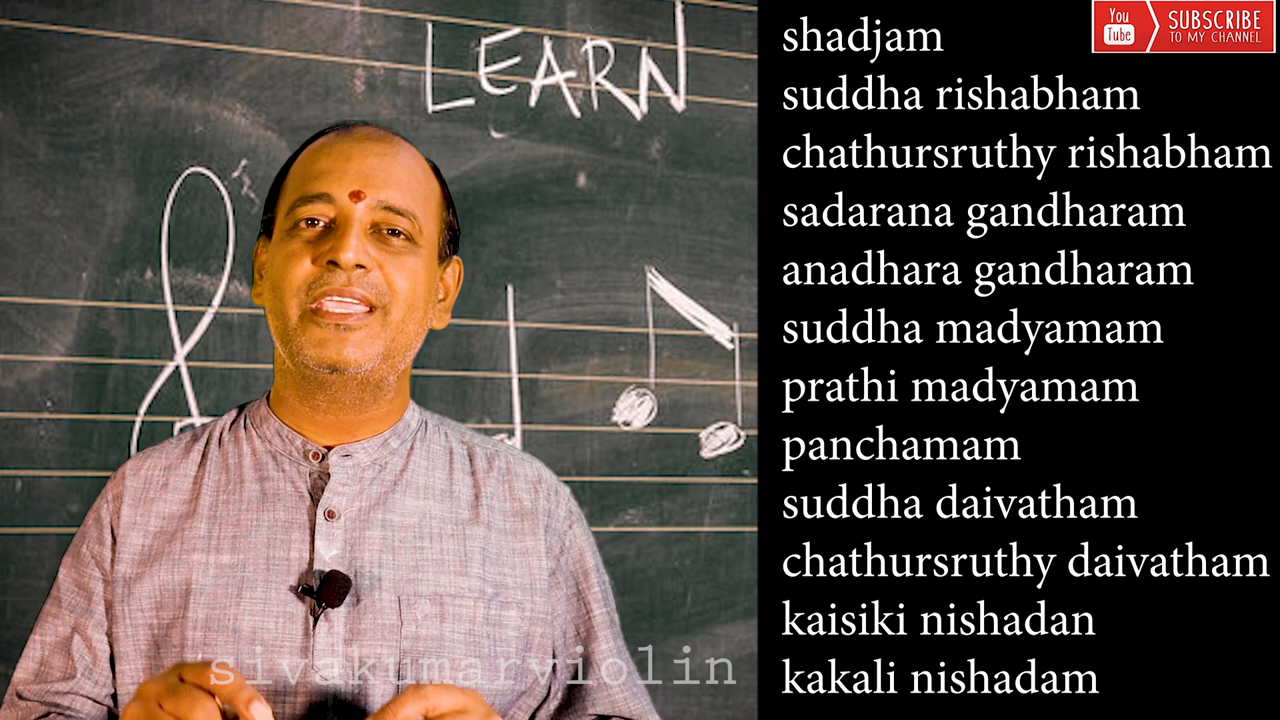 LEARN
sivakumarviolin
You
Tube
SUBSCRIBE
TO MY CHANNEL
shadjam
suddha rishabham
chathursruthy rishabham
sadarana gandharam
anadhara gandharam
suddha madyamam
prathi madyamam
panchamam
suddha daivatham
chathursruthy daivatham
kaisiki nishadan
kakali nishadam